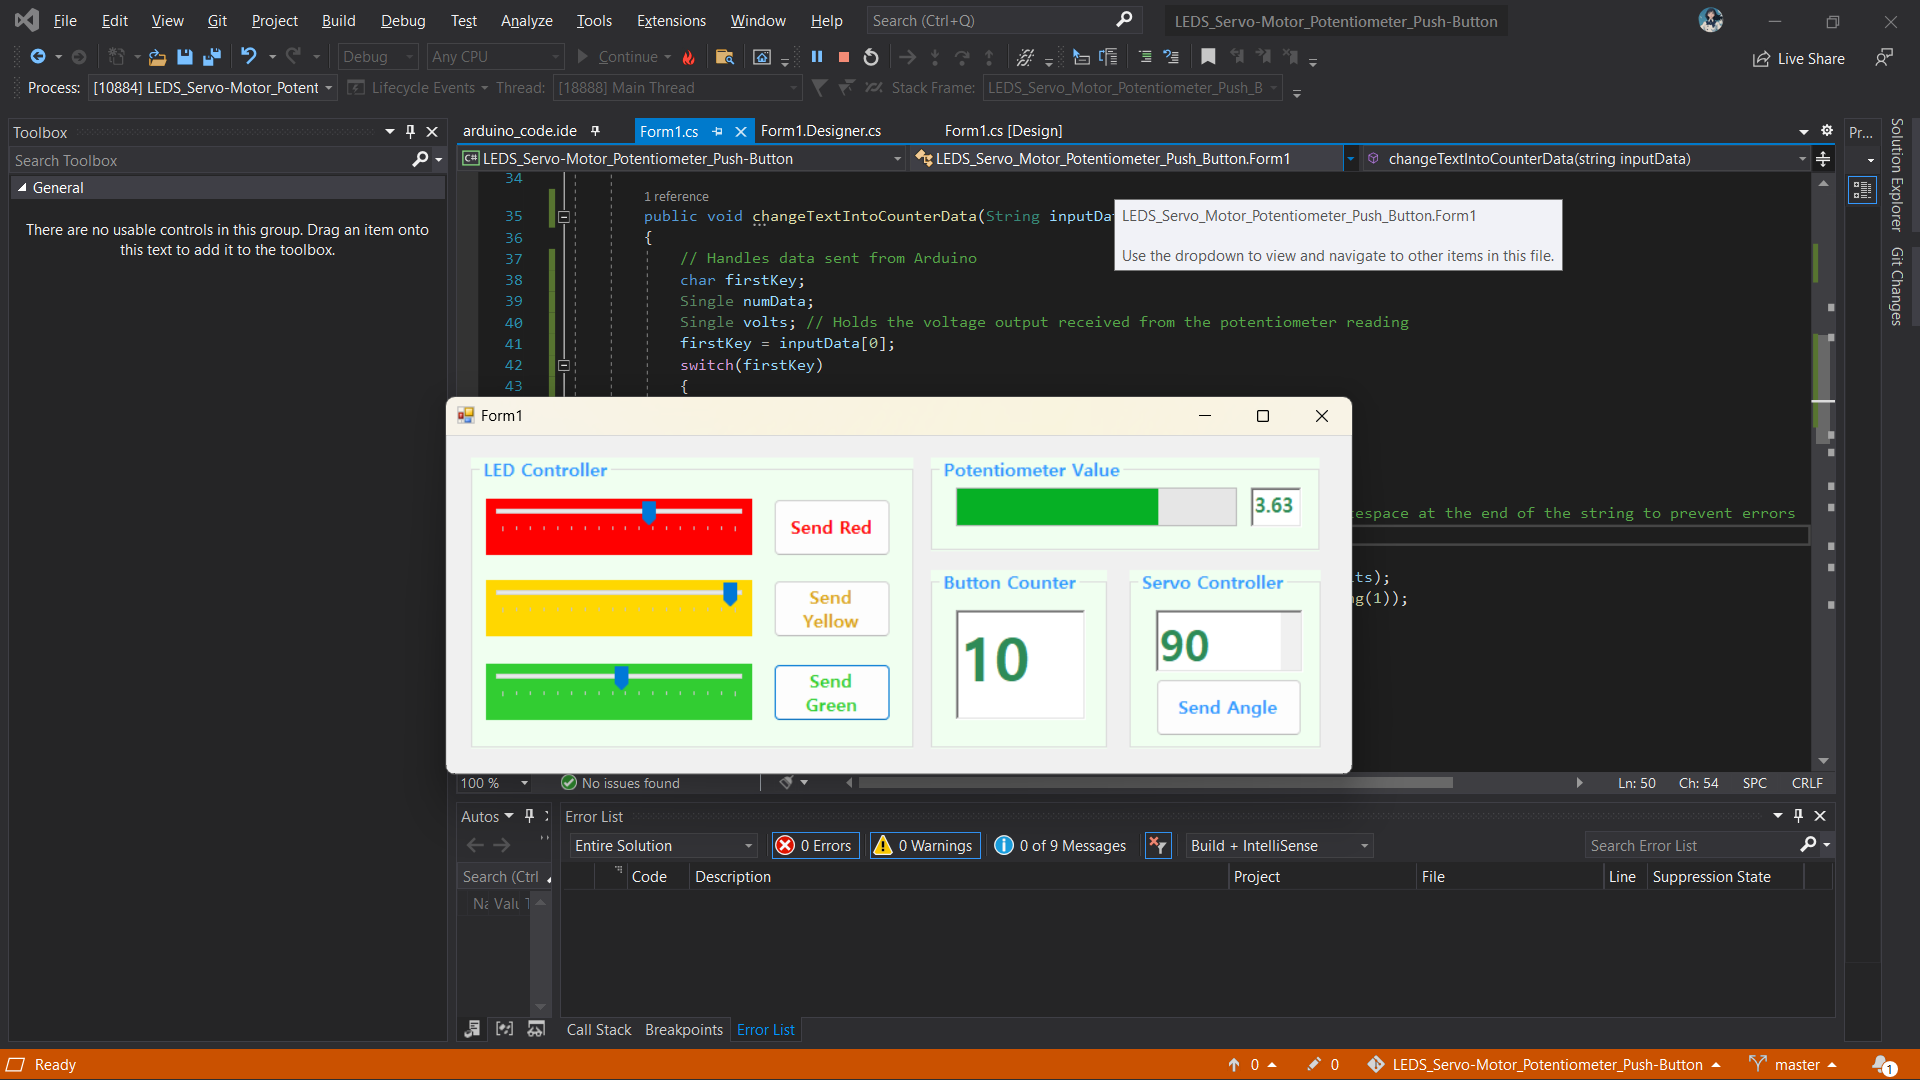 File Edit View Git Project Build Debug Test Analyze Tools Extensions Window Help Search (Ctrl+Q) LEDS_Servo-Motor_Potentiometer_Push-Button
Debug Any CPU Continue Live Share
Process: [10884] LEDS_Servo-Motor_Potent Lifecycle Events Thread: [18888] Main Thread Stack Frame: LEDS_Servo_Motor_Potentiometer_Push_B
Toolbox
Search Toolbox
General
There are no usable controls in this group. Drag an item onto
this text to add it to the toolbox.
arduino_code.ide Form1.cs Form1.Designer.cs Form1.cs [Design]
LEDS_Servo-Motor_Potentiometer_Push-Button LEDS_Servo_Motor_Potentiometer_Push_Button.Form1 changeTextIntoCounterData(string inputData)
34
1 reference
35 public void changeTextIntoCounterData(String inputDat
36 {
37 // Handles data sent from Arduino
38 char firstKey;
39 Single numData;
40 Single volts; // Holds the voltage output received from the potentiometer reading
41 firstKey = inputData[0];
42 switch(firstKey)
43 {
LEDS_Servo_Motor_Potentiometer_Push_Button.Form1
Use the dropdown to view and navigate to other items in this file.
tespace at the end of the string to prevent errors
lts);
ng(1));
Form1
LED Controller
Send Red
Send
Yellow
Send
Green
Potentiometer Value
3.63
Button Counter
10
Servo Controller
90
Send Angle
100 % No issues found Ln: 50 Ch: 54 SPC CRLF
Autos
Search (Ctrl
Error List
Entire Solution 0 Errors 0 Warnings 0 of 9 Messages Build + IntelliSense Search Error List
Code Description Project File Line Suppression State
Call Stack Breakpoints Error List
Pr...
Solution Explorer
Git Changes
Ready 0 0 LEDS_Servo-Motor_Potentiometer_Push-Button master 1